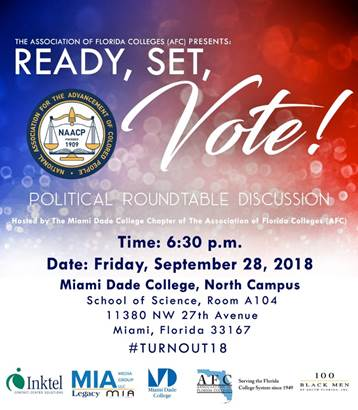 THE ASSOCIATION OF FLORIDA COLLEGES (AFC) PRESENTS:
READY, SET,
Vote!
NATIONAL ASSOCIATION FOR THE ADVANCEMENT OF COLORED PEOPLE
NAACP
FOUNDED
1909
POLITICAL ROUNDTABLE DISCUSSION
Hosted by The Miami Dade College Chapter of The Association of Florida Colleges (AFC)
Time: 6:30 p.m.
Date: Friday, September 28, 2018
Miami Dade College, North Campus
School of Science, Room A104
11380 NW 27th Avenue
Miami, Florida 33167
#TURNOUT18
Inktel
CONTACT CENTER SOLUTIONS
MIA MEDIA GROUP LLC
Legacy MIA
Miami Dade
College
AFC
Serving the Florida
College System since 1949
100
BLACK MEN
OF SOUTH FLORIDA, INC.